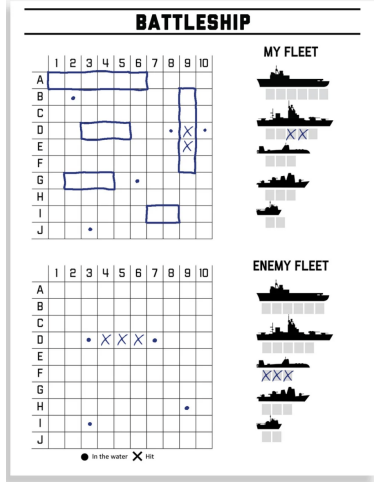 BATTLESHIP
MY FLEET
1 2 3 4 5 6 7 8 9 10
A
B
C
D
E
F
G
H
I
J
ENEMY FLEET
1 2 3 4 5 6 7 8 9 10
A
B
C
D
E
F
G
H
I
J
In the water
Hit